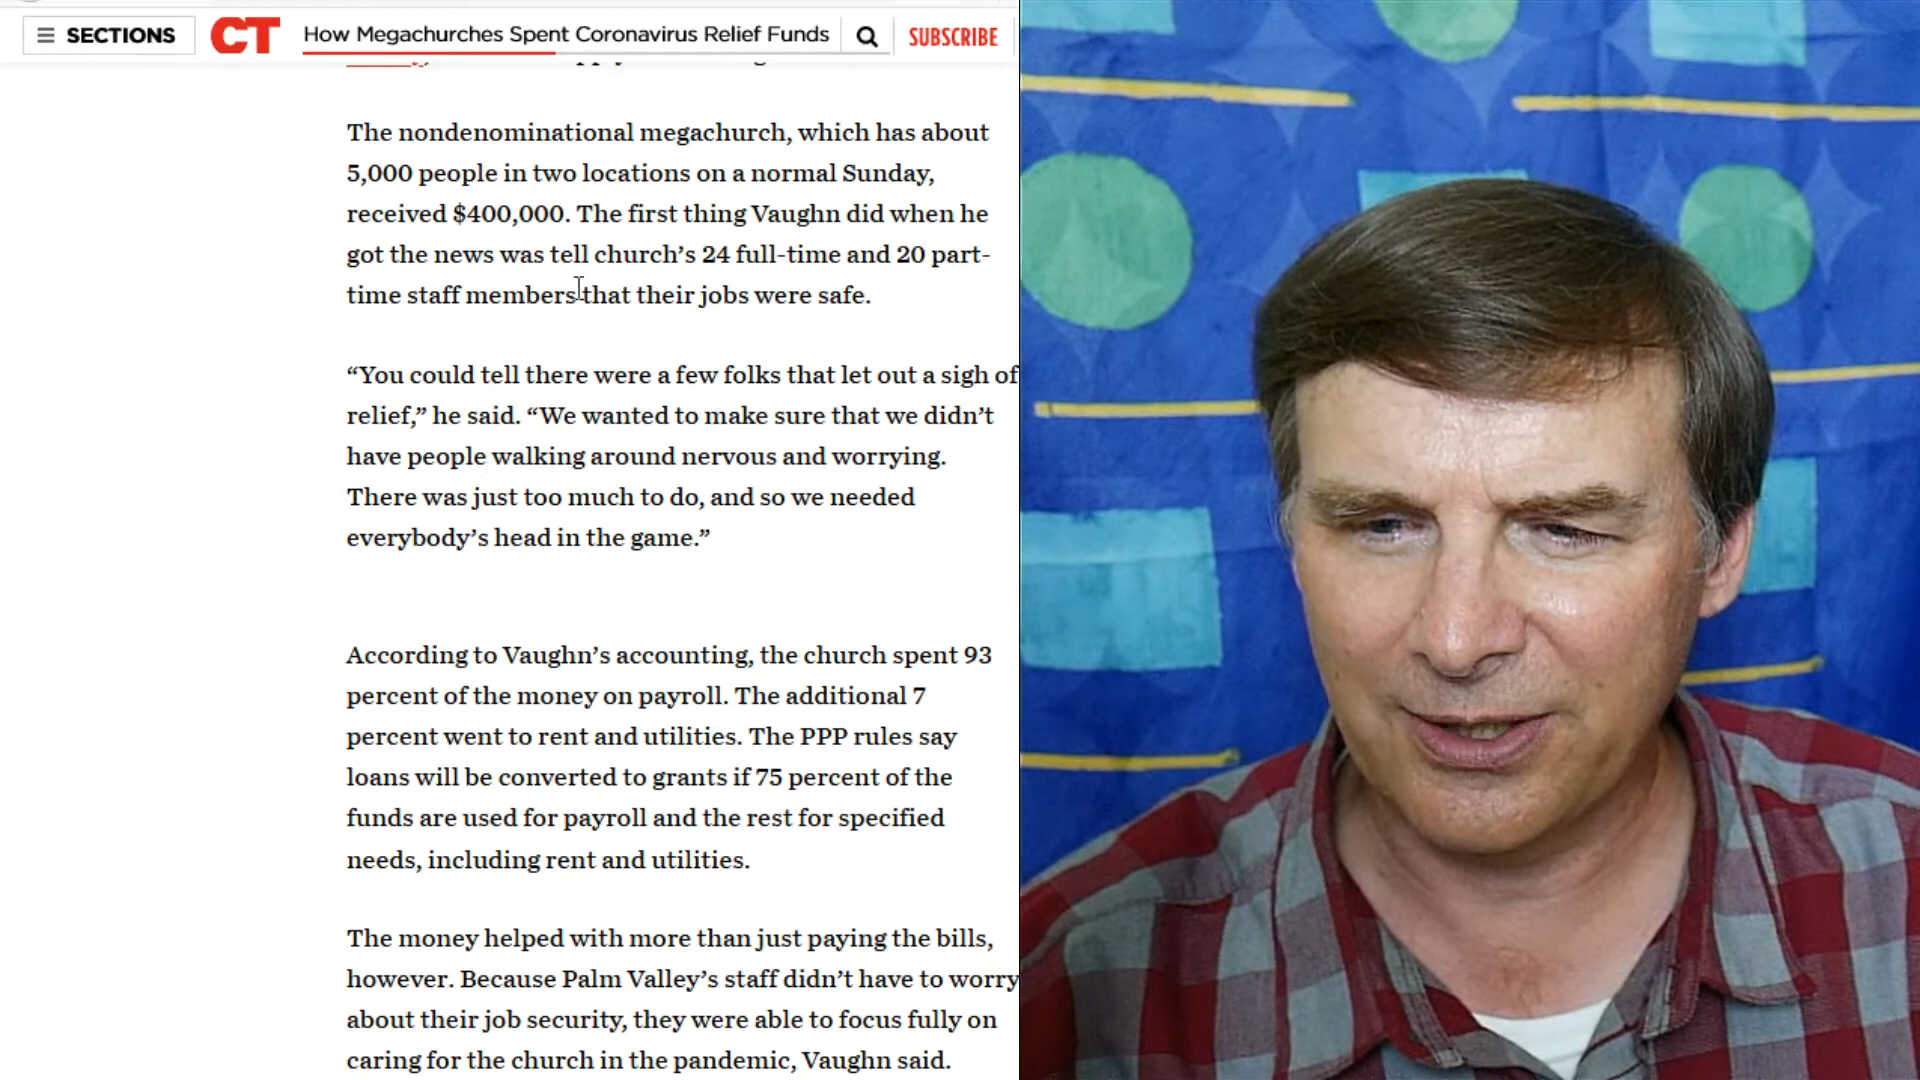 SECTIONS
CT
How Megachurches Spent Coronavirus Relief Funds
SUBSCRIBE
The nondenominational megachurch, which has about
5,000 people in two locations on a normal Sunday,
received $400,000. The first thing Vaughn did when he
got the news was tell church’s 24 full-time and 20 part-
time staff members that their jobs were safe.
“You could tell there were a few folks that let out a sigh of
relief,” he said. “We wanted to make sure that we didn’t
have people walking around nervous and worrying.
There was just too much to do, and so we needed
everybody’s head in the game.”
According to Vaughn’s accounting, the church spent 93
percent of the money on payroll. The additional 7
percent went to rent and utilities. The PPP rules say
loans will be converted to grants if 75 percent of the
funds are used for payroll and the rest for specified
needs, including rent and utilities.
The money helped with more than just paying the bills,
however. Because Palm Valley’s staff didn’t have to worry
about their job security, they were able to focus fully on
caring for the church in the pandemic, Vaughn said.